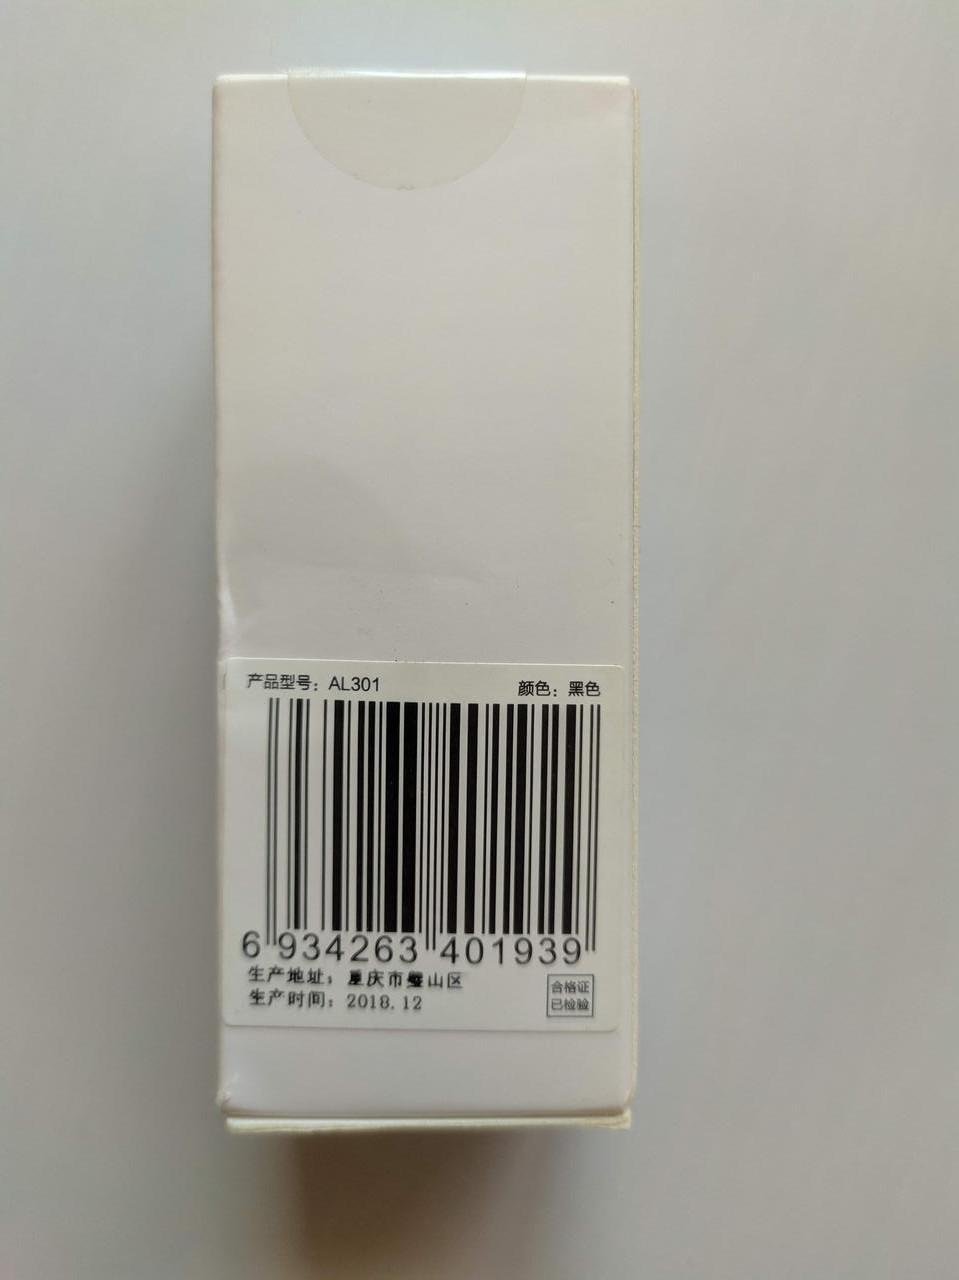 产品型号：AL301
颜色：黑色
6 934263 401939
生产地址：重庆市璧山区
生产时间：2018.12
合格证
已检验